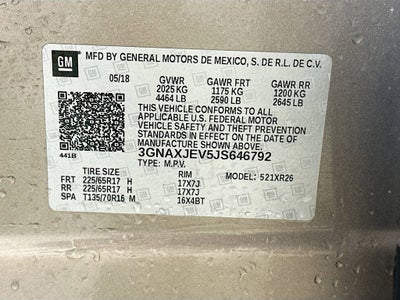 GM
MFD BY GENERAL MOTORS DE MEXICO, S. DE R.L. DE C.V.
05/18 GVWR GAWR FRT GAWR RR
2025 KG 1175 KG 1200 KG
4464 LB 2590 LB 2645 LB
THIS VEHICLE CONFORMS TO ALL
APPLICABLE U.S. FEDERAL MOTOR
VEHICLE SAFETY AND THEFT
PREVENTION STANDARDS IN EFFECT ON THE DATE OF
MANUFACTURE SHOWN ABOVE.
441B 3GNAXJEV5JS646792
TYPE: M.P.V.
TIRE SIZE RIM MODEL: 521XR26
FRT 225/65R17 H 17X7J
RR 225/65R17 H 17X7J
SPA T135/70R16 M 16X4BT